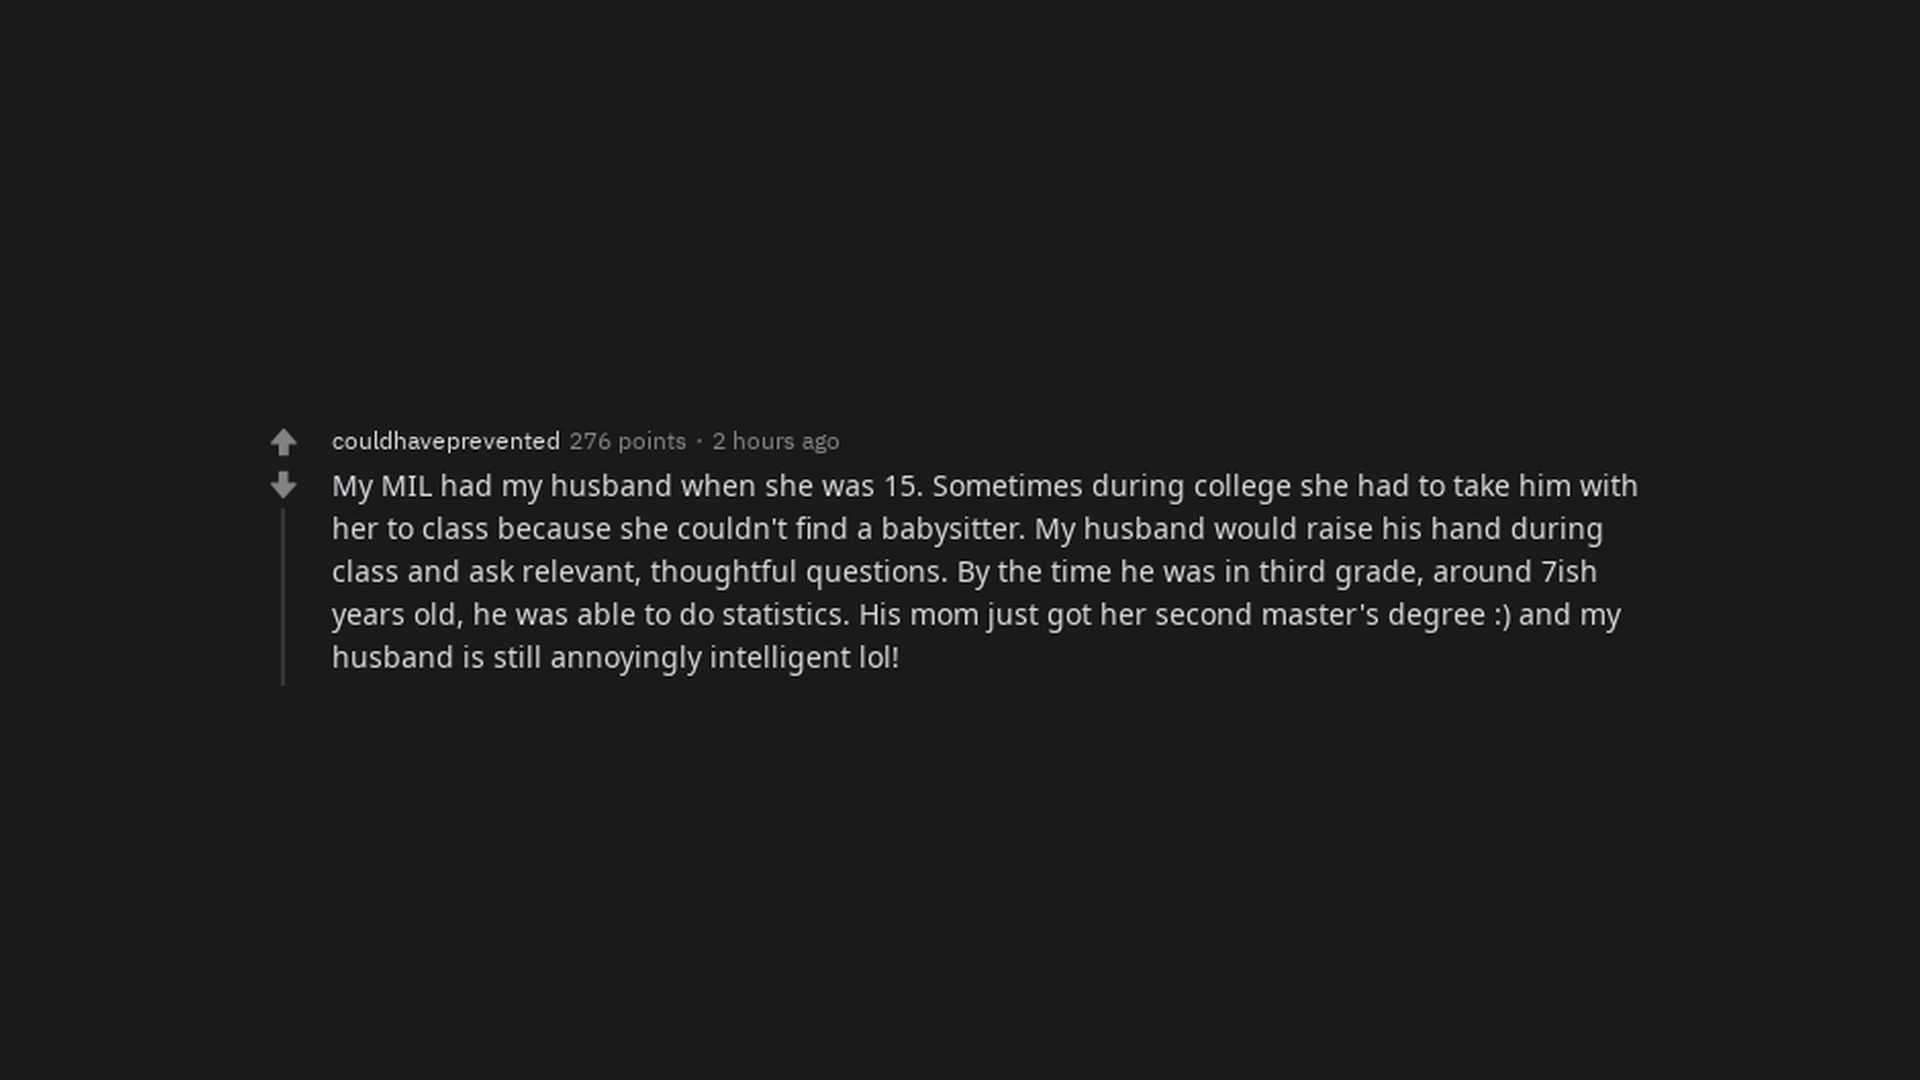 couldhaveprevented 276 points · 2 hours ago
My MIL had my husband when she was 15. Sometimes during college she had to take him with
her to class because she couldn't find a babysitter. My husband would raise his hand during
class and ask relevant, thoughtful questions. By the time he was in third grade, around 7ish
years old, he was able to do statistics. His mom just got her second master's degree :) and my
husband is still annoyingly intelligent lol!